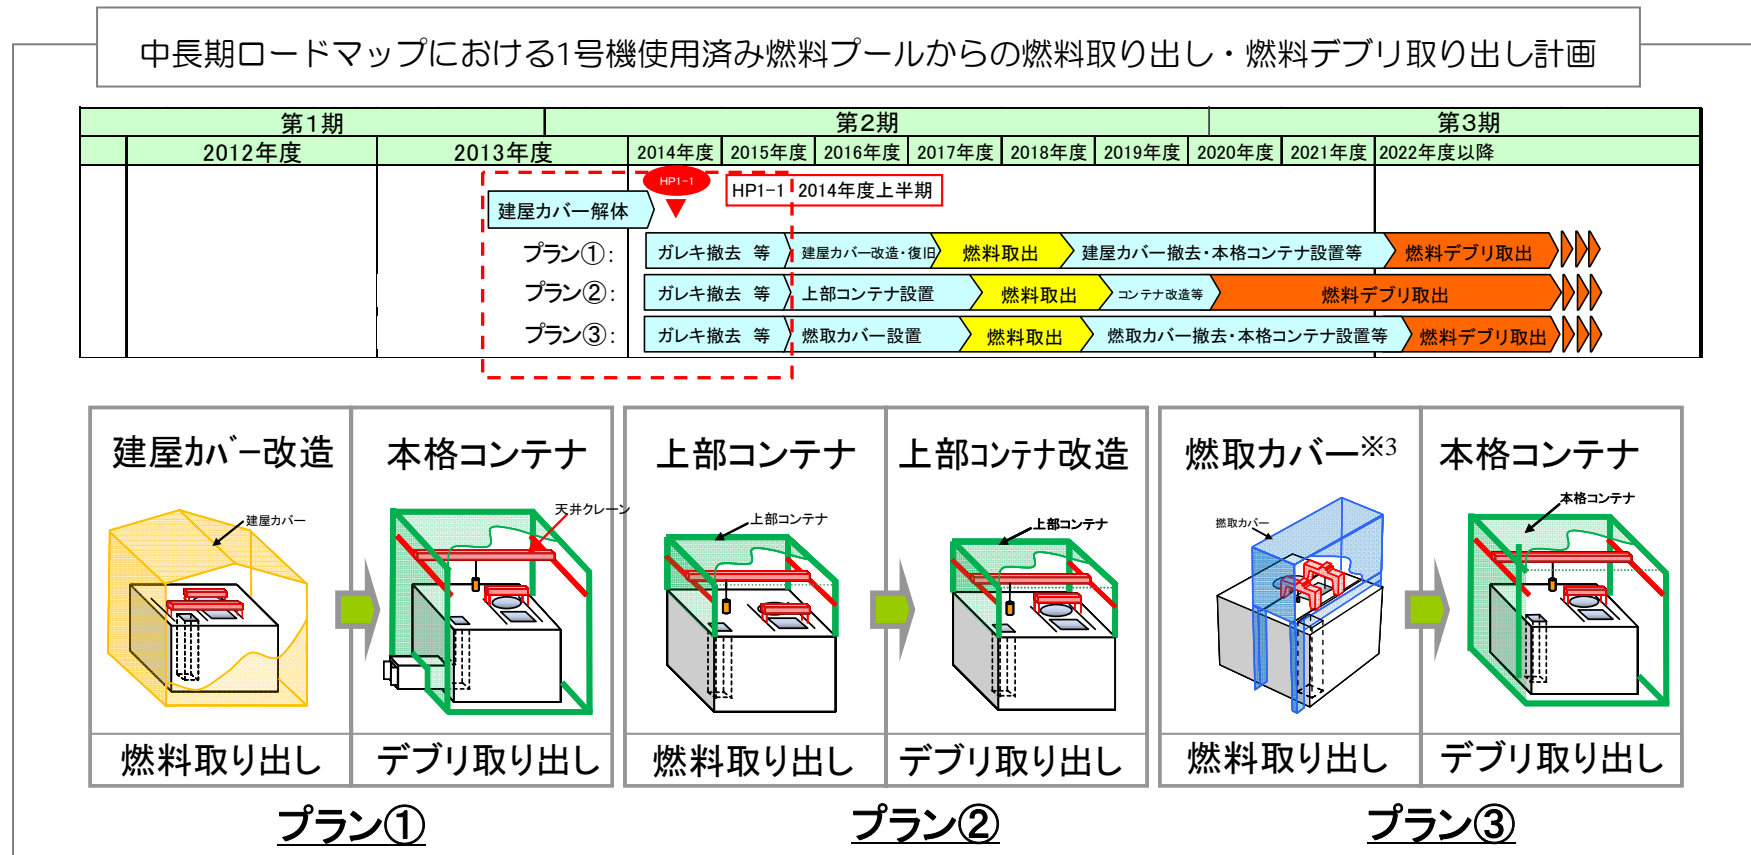 中長期ロードマップにおける1号機使用済み燃料プールからの燃料取り出し・燃料デブリ取り出し計画
第1期 第2期 第3期
2012年度 2013年度 2014年度 2015年度 2016年度 2017年度 2018年度 2019年度 2020年度 2021年度 2022年度以降
HP1-1
HP1-1 2014年度上半期
建屋カバー解体
プラン①: ガレキ撤去 等 建屋カバー改造・復旧 燃料取出 建屋カバー撤去・本格コンテナ設置等 燃料デブリ取出
プラン②: ガレキ撤去 等 上部コンテナ設置 燃料取出 コンテナ改造等 燃料デブリ取出
プラン③: ガレキ撤去 等 燃取カバー設置 燃料取出 燃取カバー撤去・本格コンテナ設置等 燃料デブリ取出
建屋カバー改造 本格コンテナ 上部コンテナ 上部コンテナ改造 燃取カバー※3 本格コンテナ
建屋カバー 天井クレーン 上部コンテナ 上部コンテナ 燃取カバー 本格コンテナ
燃料取り出し デブリ取り出し 燃料取り出し デブリ取り出し 燃料取り出し デブリ取り出し
プラン① プラン② プラン③